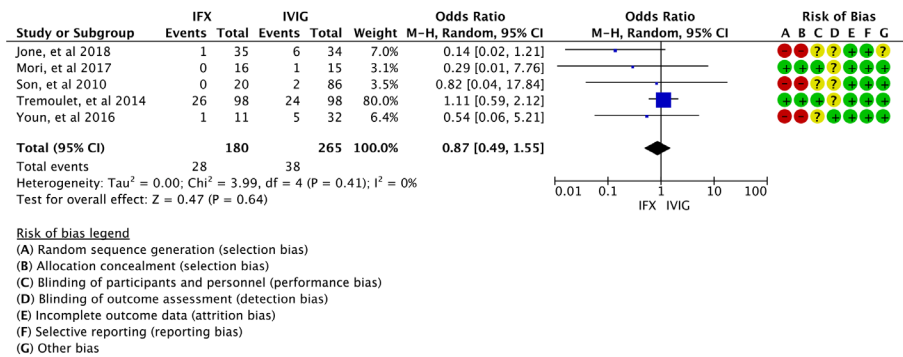 IFX IVIG Odds Ratio Odds Ratio Risk of Bias
Study or Subgroup Events Total Events Total Weight M-H, Random, 95% CI M-H, Random, 95% CI A B C D E F G
Jone, et al 2018 1 35 6 34 7.0% 0.14 [0.02, 1.21] - - ? ? + + ?
Mori, et al 2017 0 16 1 15 3.1% 0.29 [0.01, 7.76] + + + ? + + +
Son, et al 2010 0 20 2 86 3.5% 0.82 [0.04, 17.84] - - ? ? + + +
Tremoulet, et al 2014 26 98 24 98 80.0% 1.11 [0.59, 2.12] + + + ? + + +
Youn, et al 2016 1 11 5 32 6.4% 0.54 [0.06, 5.21] - - ? + + + +
Total (95% CI) 180 265 100.0% 0.87 [0.49, 1.55]
Total events 28 38
Heterogeneity: Tau² = 0.00; Chi² = 3.99, df = 4 (P = 0.41); I² = 0%
Test for overall effect: Z = 0.47 (P = 0.64)
0.01 0.1 1 10 100
IFX IVIG
Risk of bias legend
(A) Random sequence generation (selection bias)
(B) Allocation concealment (selection bias)
(C) Blinding of participants and personnel (performance bias)
(D) Blinding of outcome assessment (detection bias)
(E) Incomplete outcome data (attrition bias)
(F) Selective reporting (reporting bias)
(G) Other bias